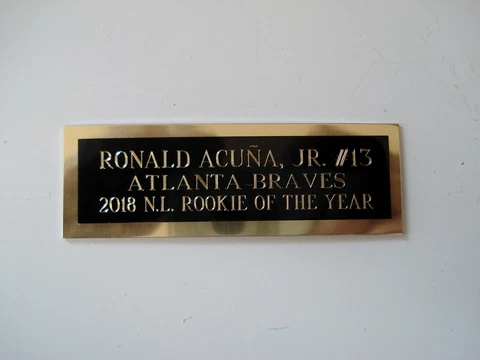 RONALD ACUÑA, JR. #13
ATLANTA BRAVES
2018 N.L. ROOKIE OF THE YEAR